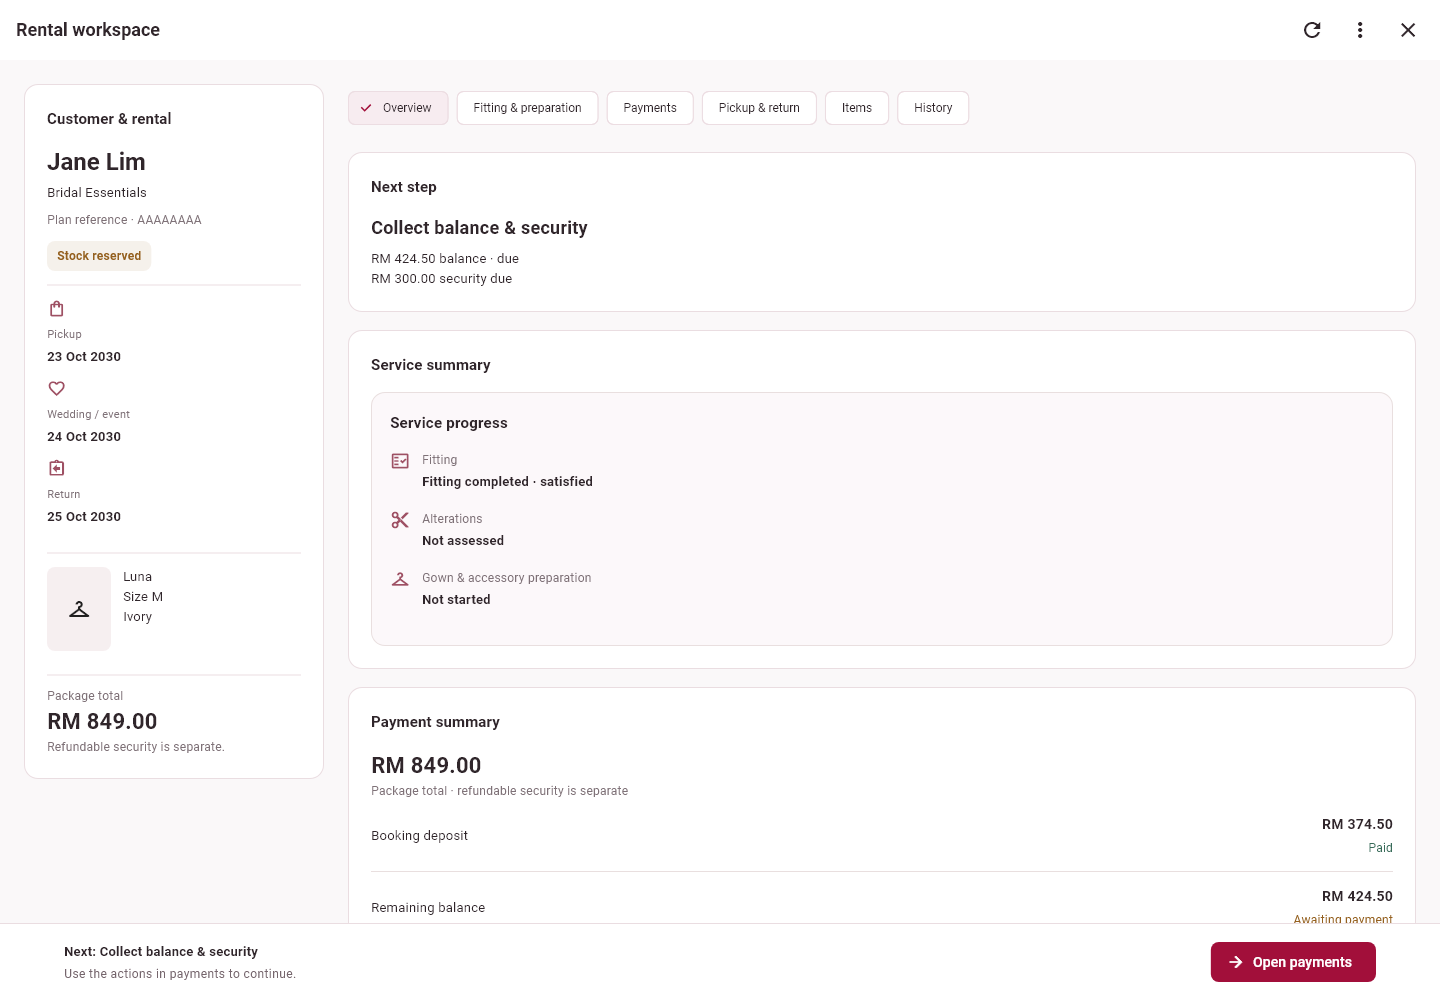 Rental workspace
Customer & rental
Jane Lim
Bridal Essentials
Plan reference · AAAAAAAA
Stock reserved
Pickup
23 Oct 2030
Wedding / event
24 Oct 2030
Return
25 Oct 2030
Luna
Size M
Ivory
Package total
RM 849.00
Refundable security is separate.
Overview
Fitting & preparation
Payments
Pickup & return
Items
History
Next step
Collect balance & security
RM 424.50 balance · due
RM 300.00 security due
Service summary
Service progress
Fitting
Fitting completed · satisfied
Alterations
Not assessed
Gown & accessory preparation
Not started
Payment summary
RM 849.00
Package total · refundable security is separate
Booking deposit
RM 374.50
Paid
Remaining balance
RM 424.50
Awaiting payment
Next: Collect balance & security
Use the actions in payments to continue.
Open payments